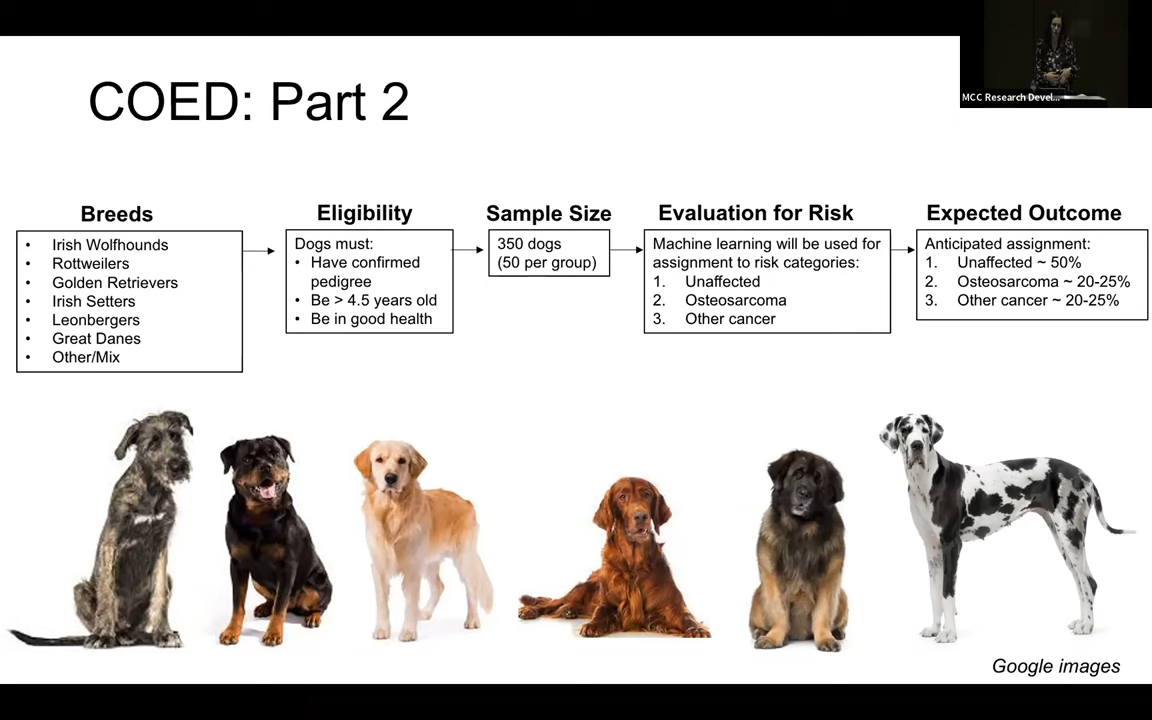 MCC Research Devel...
COED: Part 2
Breeds
• Irish Wolfhounds
• Rottweilers
• Golden Retrievers
• Irish Setters
• Leonbergers
• Great Danes
• Other/Mix
Eligibility
Dogs must:
• Have confirmed
pedigree
• Be > 4.5 years old
• Be in good health
Sample Size
350 dogs
(50 per group)
Evaluation for Risk
Machine learning will be used for
assignment to risk categories:
1. Unaffected
2. Osteosarcoma
3. Other cancer
Expected Outcome
Anticipated assignment:
1. Unaffected ~ 50%
2. Osteosarcoma ~ 20-25%
3. Other cancer ~ 20-25%
Google images